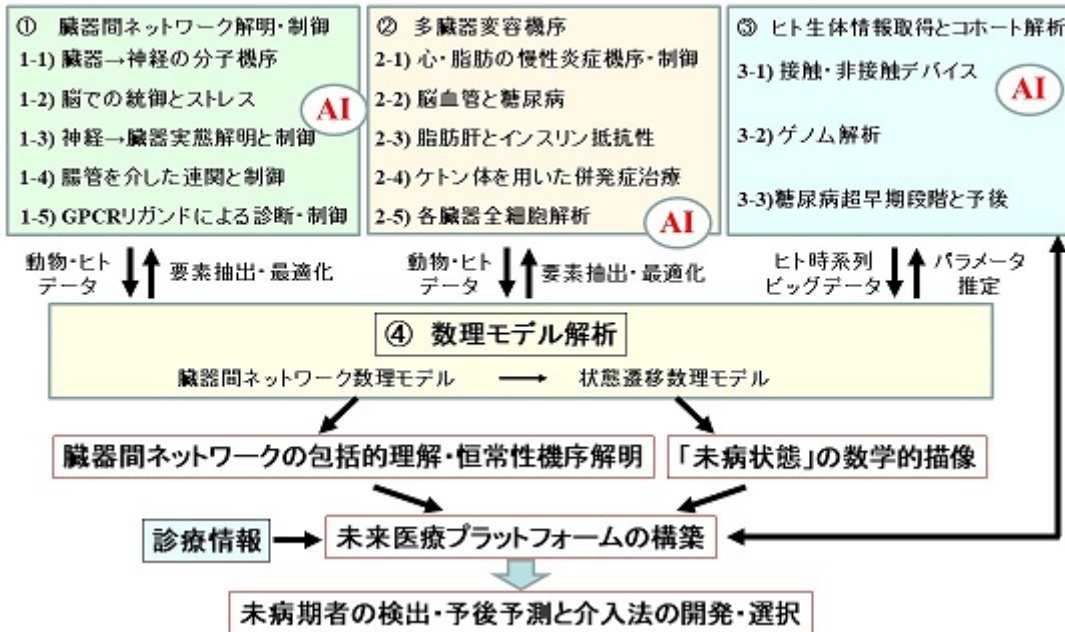 ① 臓器間ネットワーク解明・制御
1-1) 臓器→神経の分子機序
1-2) 脳での統御とストレス
1-3) 神経→臓器実態解明と制御
1-4) 腸管を介した連関と制御
1-5) GPCRリガンドによる診断・制御
AI
② 多臓器変容機序
2-1) 心・脂肪の慢性炎症機序・制御
2-2) 脳血管と糖尿病
2-3) 脂肪肝とインスリン抵抗性
2-4) ケトン体を用いた併発症治療
2-5) 各臓器全細胞解析
AI
③ ヒト生体情報取得とコホート解析
3-1) 接触・非接触デバイス
3-2) ゲノム解析
3-3)糖尿病超早期段階と予後
AI
動物・ヒト
データ
要素抽出・最適化
動物・ヒト
データ
要素抽出・最適化
ヒト時系列
ビッグデータ
パラメータ
推定
④ 数理モデル解析
臓器間ネットワーク数理モデル → 状態遷移数理モデル
臓器間ネットワークの包括的理解・恒常性機序解明
「未病状態」の数学的描像
診療情報
未来医療プラットフォームの構築
未病期者の検出・予後予測と介入法の開発・選択